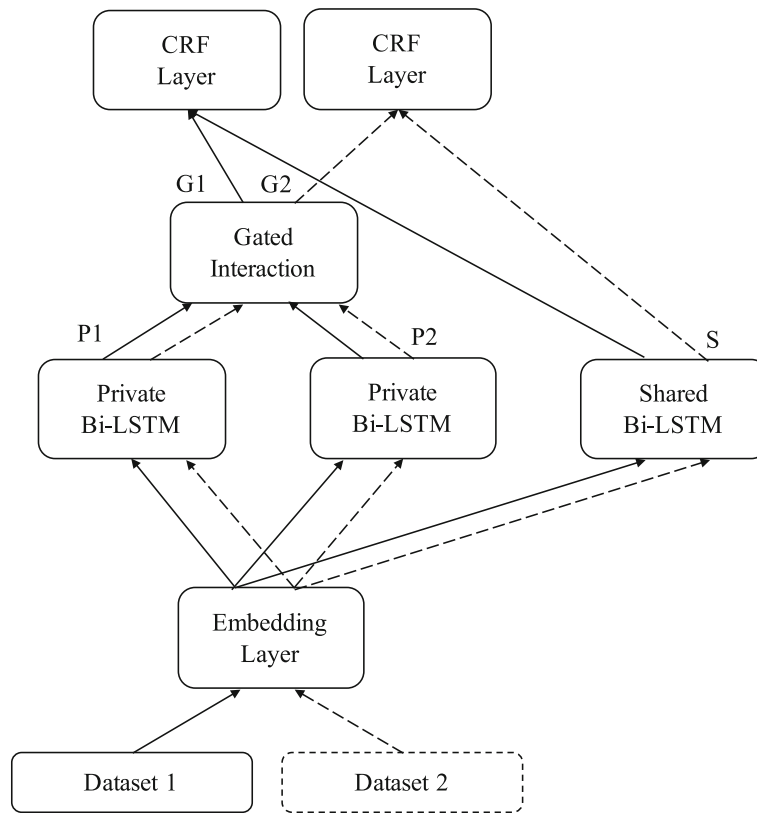 CRF
Layer
CRF
Layer
G1
G2
Gated
Interaction
P1
P2
S
Private
Bi-LSTM
Private
Bi-LSTM
Shared
Bi-LSTM
Embedding
Layer
Dataset 1
Dataset 2